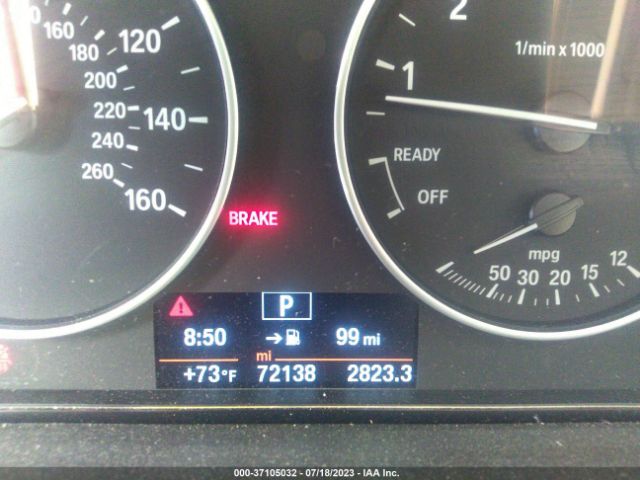 2
160
120
180
1/min x 1000
200
1
220
140
240
READY
260
160
OFF
BRAKE
mpg
50 30 20 15 12
P
8:50 → 99 mi
mi
+73°F 72138 2823.3
000-37105032 - 07/18/2023 - IAA Inc.